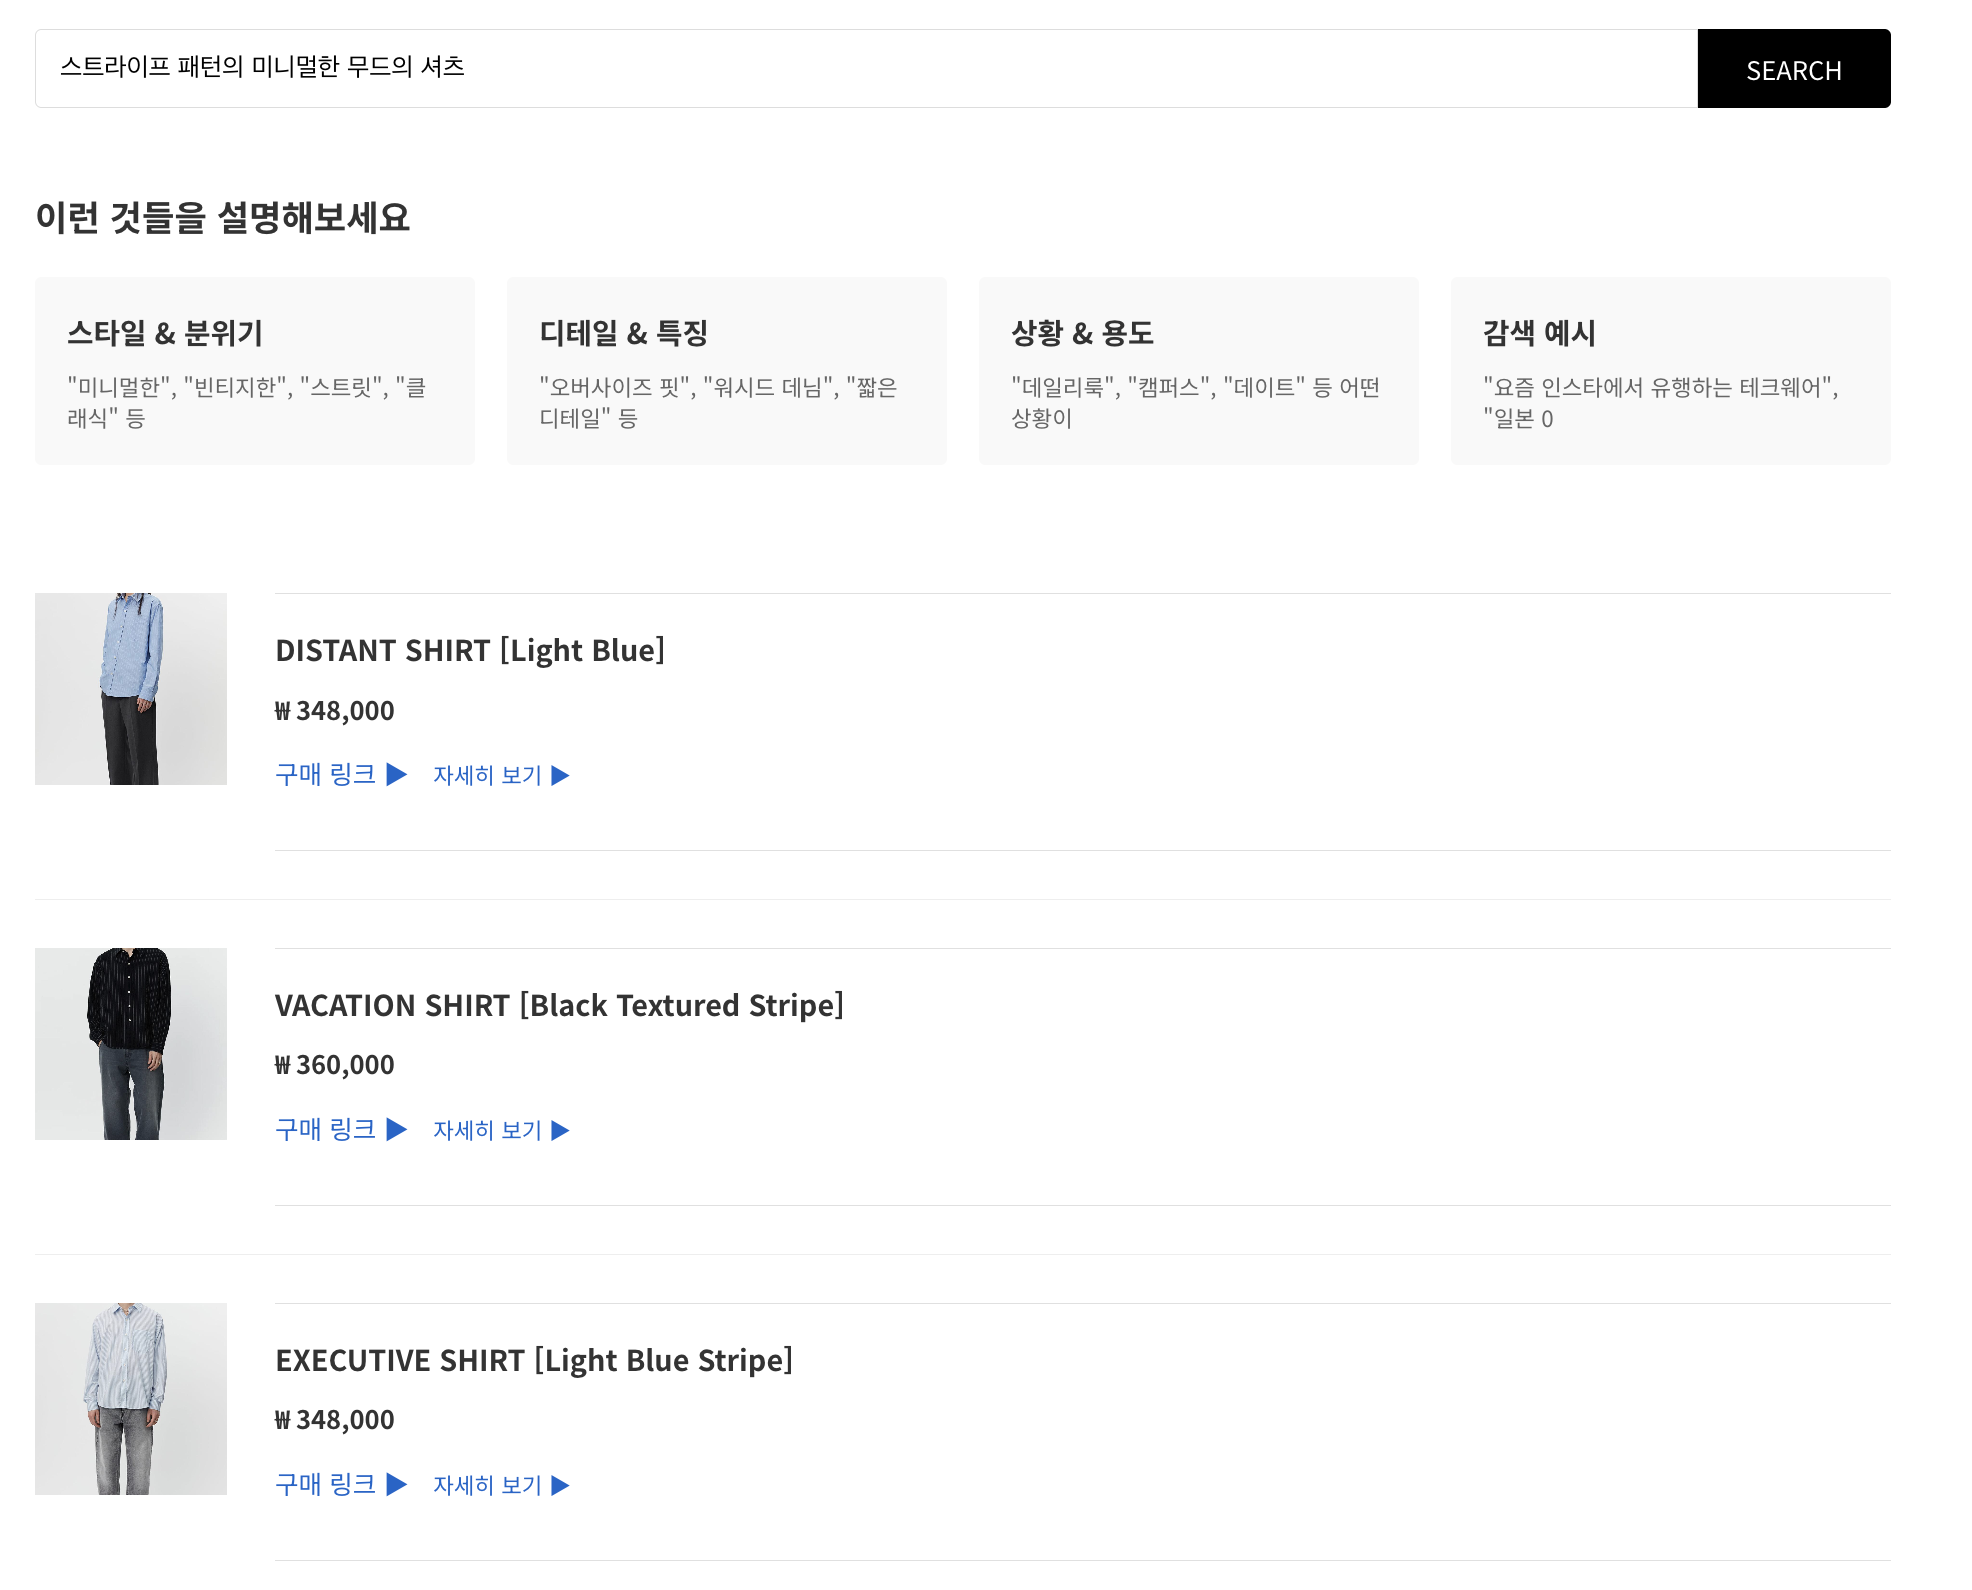 스트라이프 패턴의 미니멀한 무드의 셔츠
SEARCH
이런 것들을 설명해보세요
스타일 & 분위기
"미니멀한", "빈티지한", "스트릿", "클
래식" 등
디테일 & 특징
"오버사이즈 핏", "워시드 데님", "짧은
디테일" 등
상황 & 용도
"데일리룩", "캠퍼스", "데이트" 등 어떤
상황이
감색 예시
"요즘 인스타에서 유행하는 테크웨어",
"일본 0
DISTANT SHIRT [Light Blue]
₩ 348,000
구매 링크 ▶ 자세히 보기 ▶
VACATION SHIRT [Black Textured Stripe]
₩ 360,000
구매 링크 ▶ 자세히 보기 ▶
EXECUTIVE SHIRT [Light Blue Stripe]
₩ 348,000
구매 링크 ▶ 자세히 보기 ▶